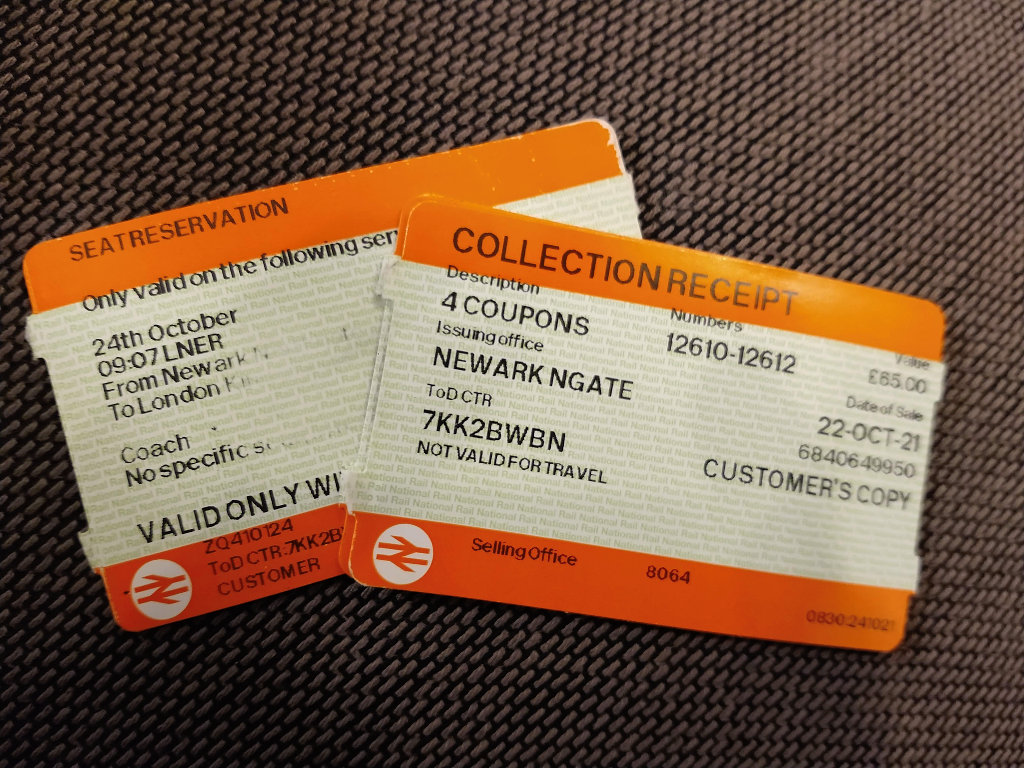 SEAT RESERVATION
Only valid on the following
24th October
09:07 LNER
From Newark
To London
Coach
No specific
VALID ONLY
ZQ410124
ToD CTR:7KK2B
CUSTOMER
COLLECTION RECEIPT
Description
Numbers
Value
4 COUPONS
12610-12612
£65.00
Issuing office
Date of Sale
NEWARK NGATE
22-OCT-21
ToD CTR
6840649950
7KK2BWBN
CUSTOMER'S COPY
NOT VALID FOR TRAVEL
Selling Office
8064
0830:241021